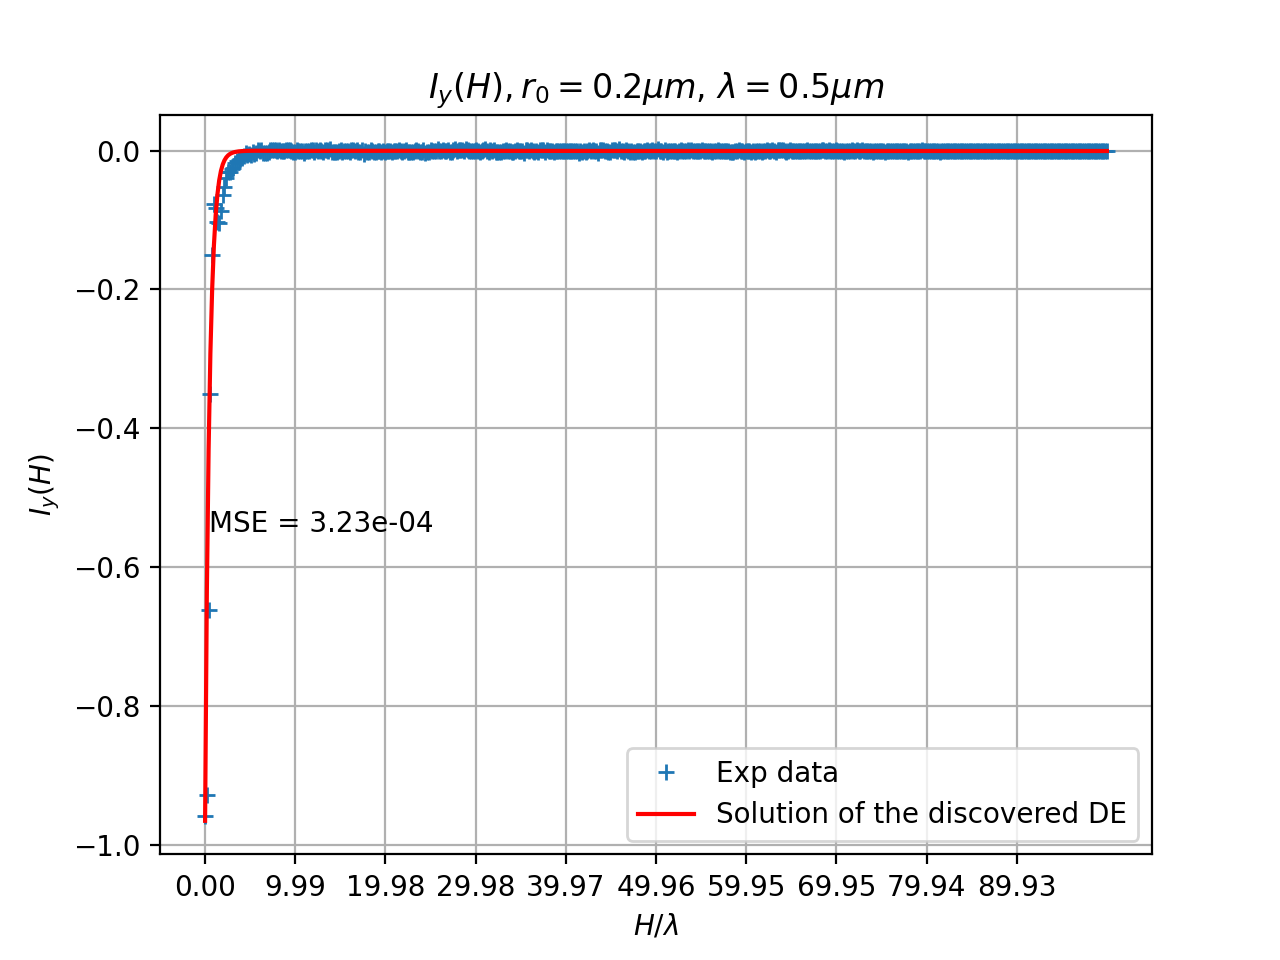 I_y(H), r_0 = 0.2μm, λ = 0.5μm
0.0
−0.2
−0.4
−0.6
−0.8
−1.0
I_y(H)
MSE = 3.23e-04
Exp data
Solution of the discovered DE
0.00 9.99 19.98 29.98 39.97 49.96 59.95 69.95 79.94 89.93
H/λ